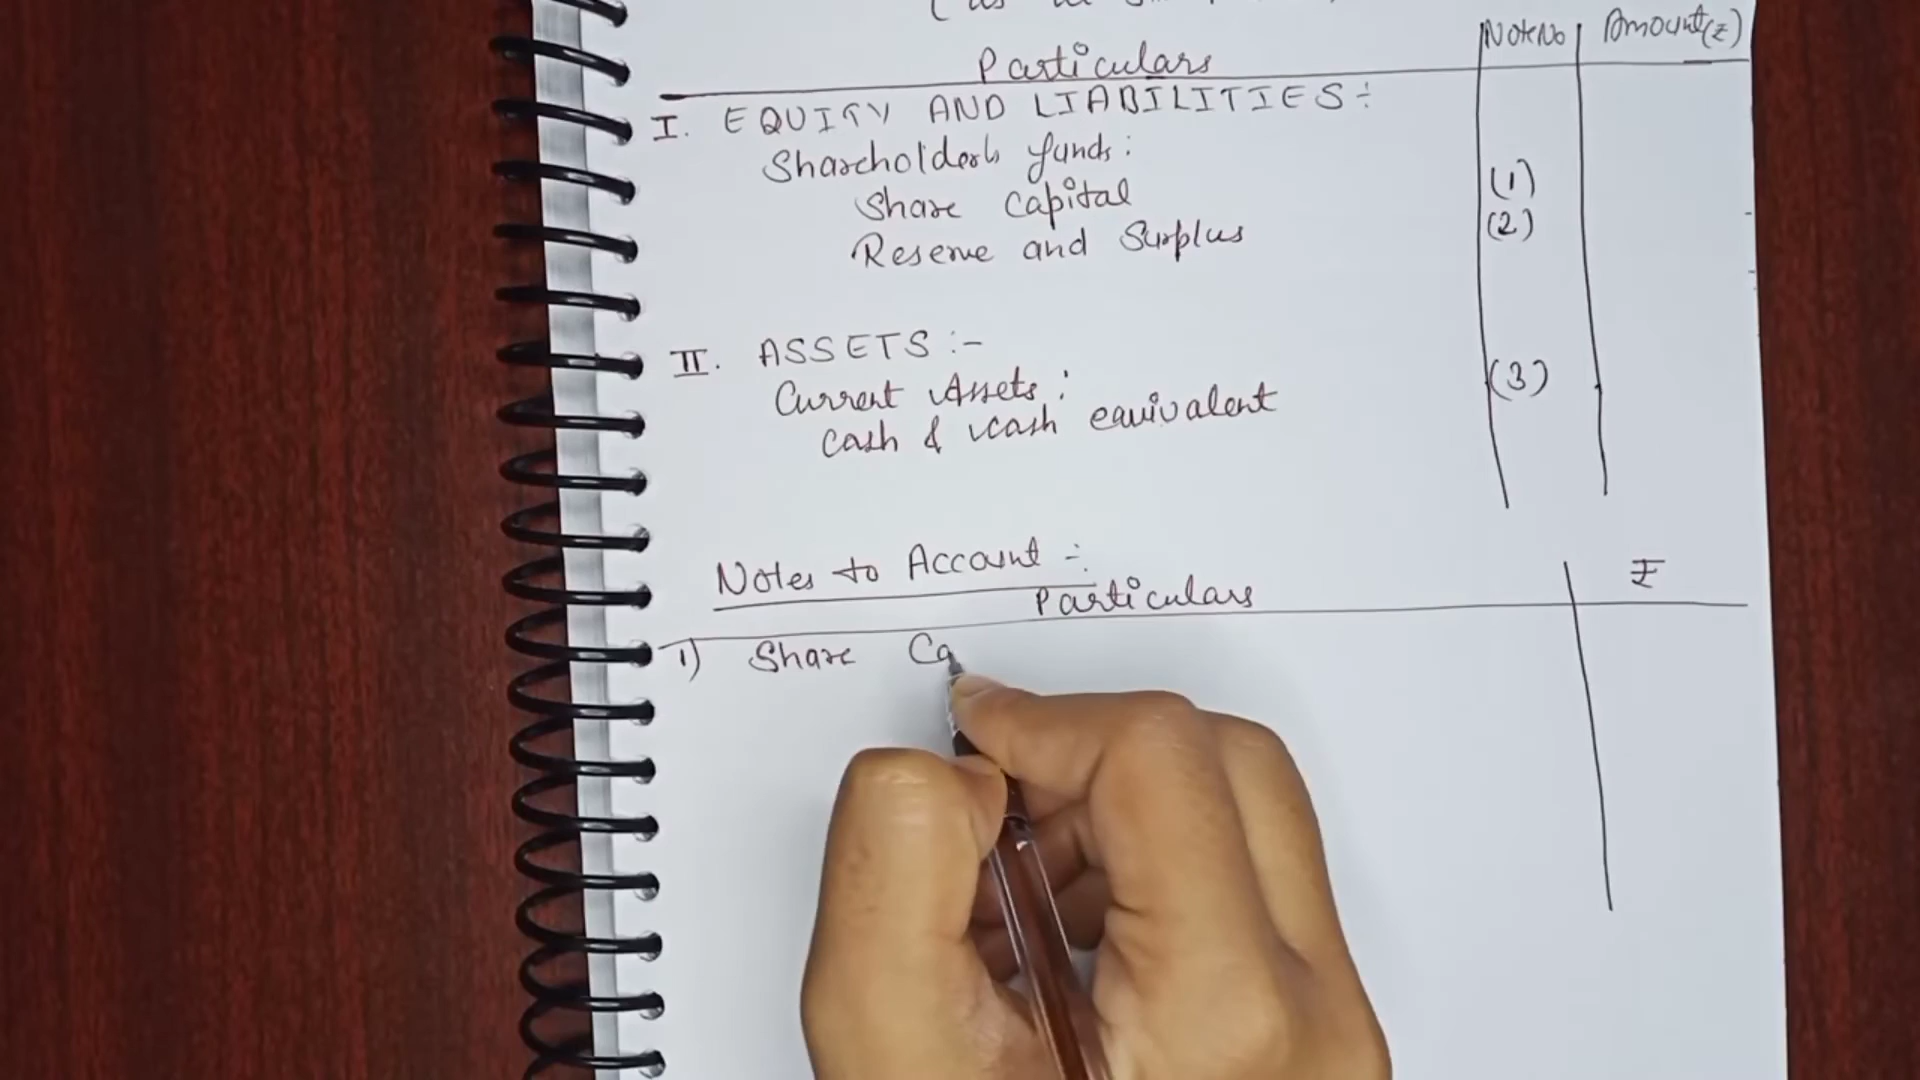 Particulars Note No Amount(₹)
I. EQUITY AND LIABILITIES :
Shareholders funds :
Share Capital (1)
Reserve and Surplus (2)
II. ASSETS :-
Current Assets : (3)
Cash & cash equivalent
Notes to Account :-
Particulars ₹
1) Share Ca